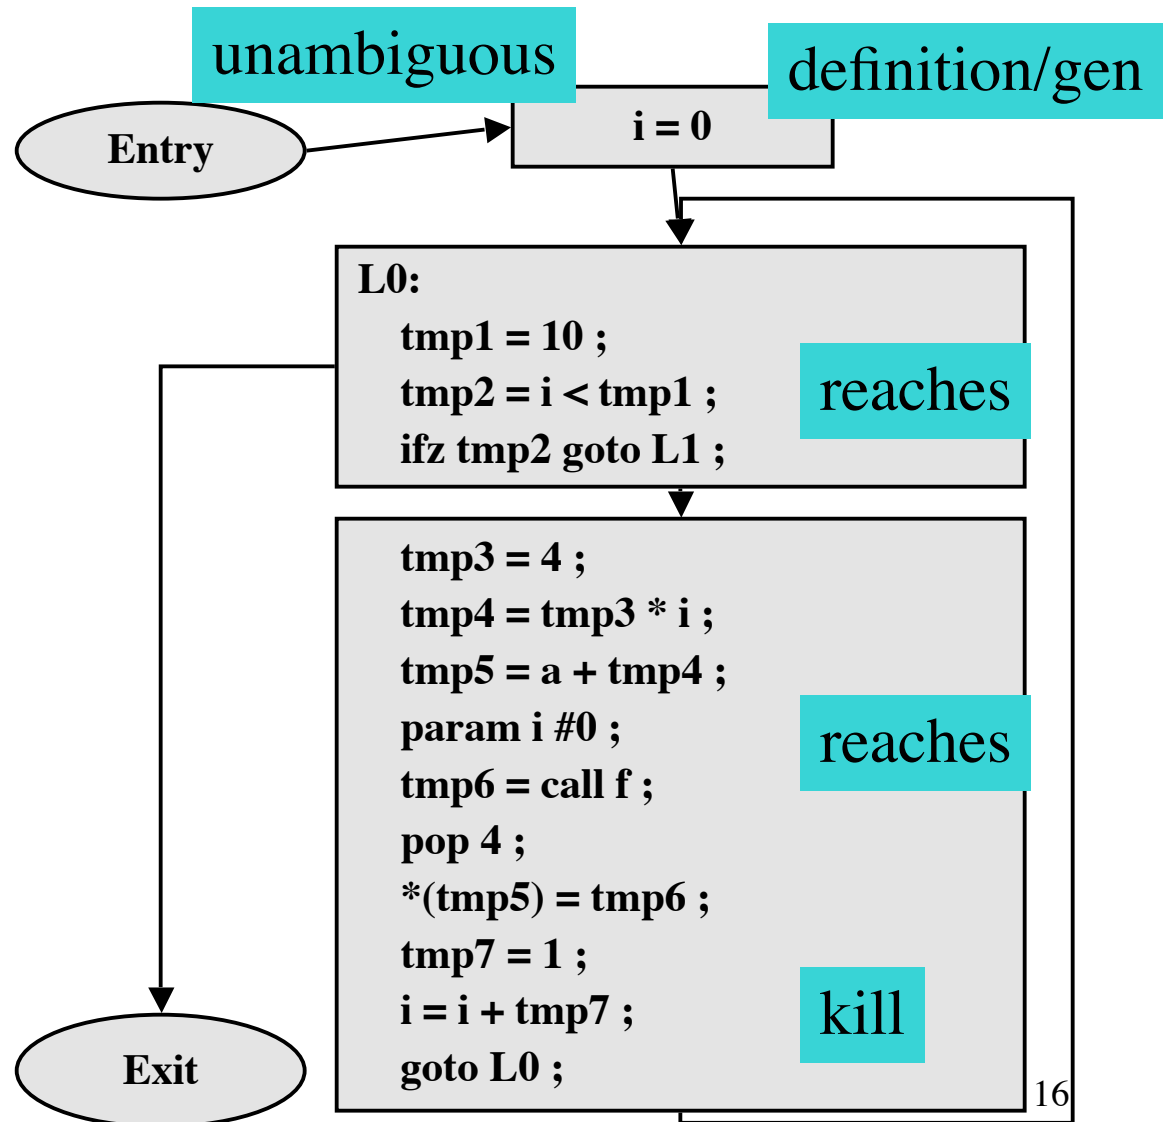 unambiguous
definition/gen
Entry
i = 0
L0:
tmp1 = 10 ;
tmp2 = i < tmp1 ;
reaches
ifz tmp2 goto L1 ;
tmp3 = 4 ;
tmp4 = tmp3 * i ;
tmp5 = a + tmp4 ;
param i #0 ;
reaches
tmp6 = call f ;
pop 4 ;
*(tmp5) = tmp6 ;
tmp7 = 1 ;
i = i + tmp7 ;
kill
goto L0 ;
Exit
16